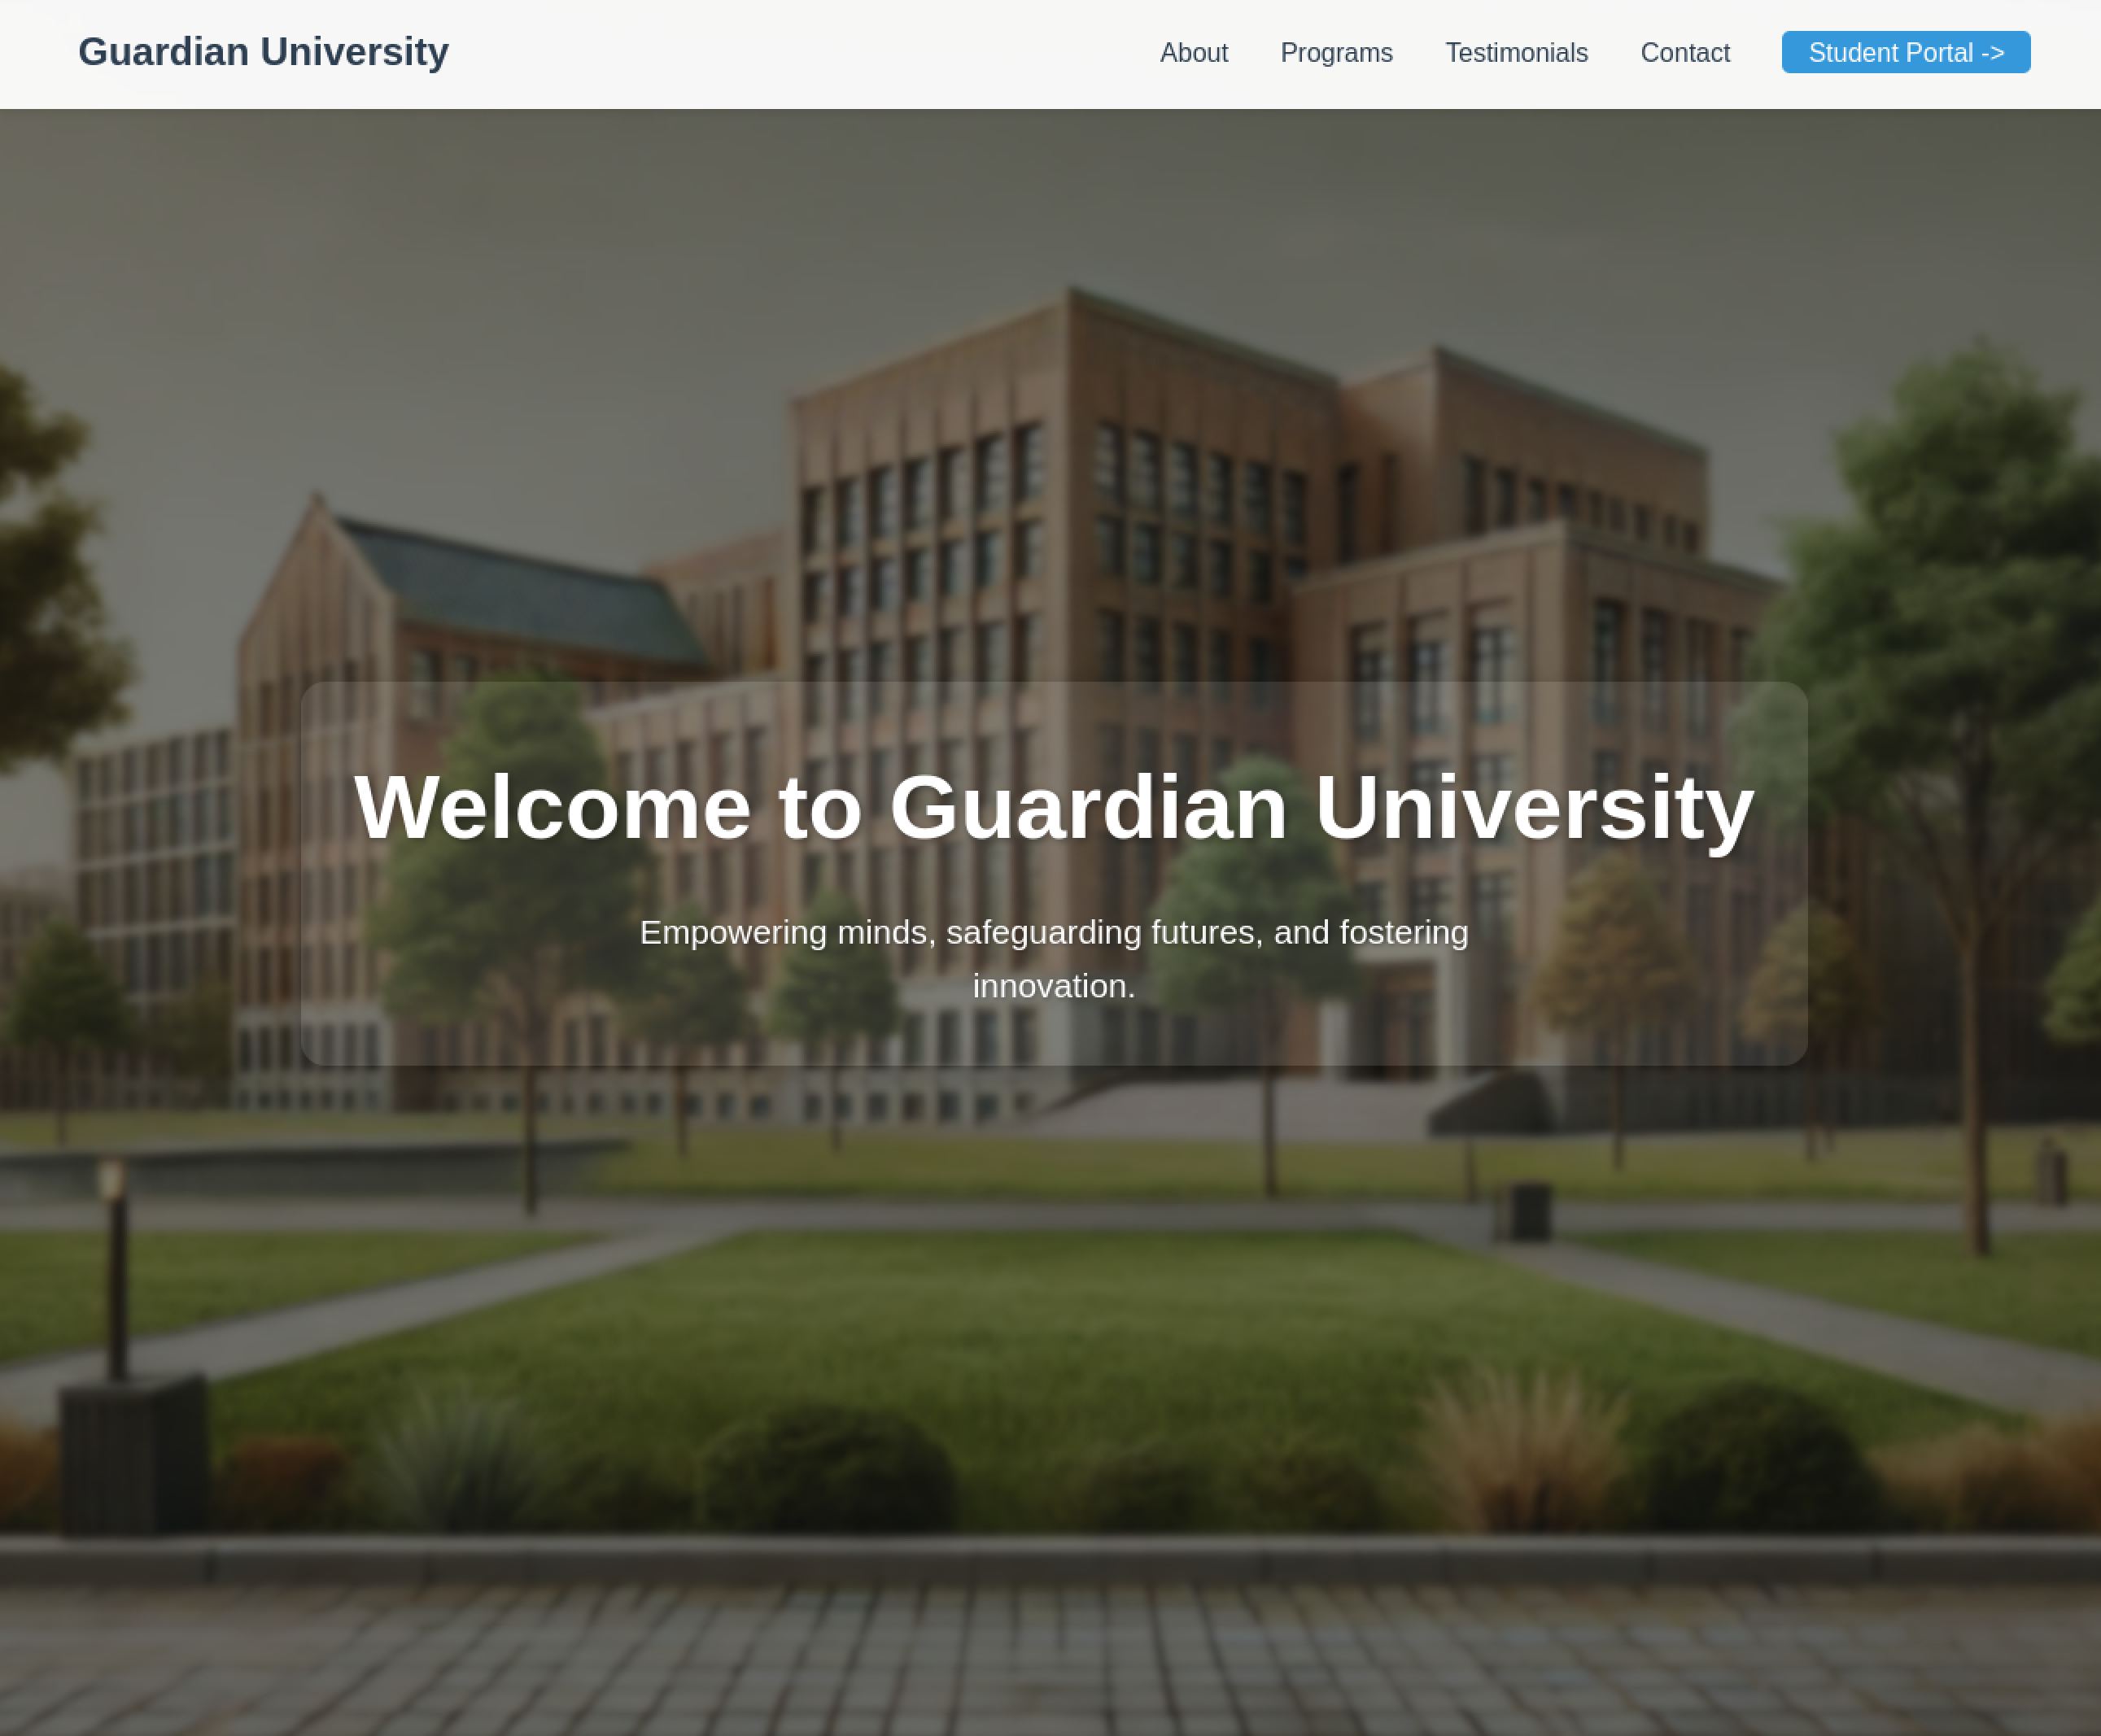 Guardian University
About Programs Testimonials Contact Student Portal ->
Welcome to Guardian University
Empowering minds, safeguarding futures, and fostering
innovation.